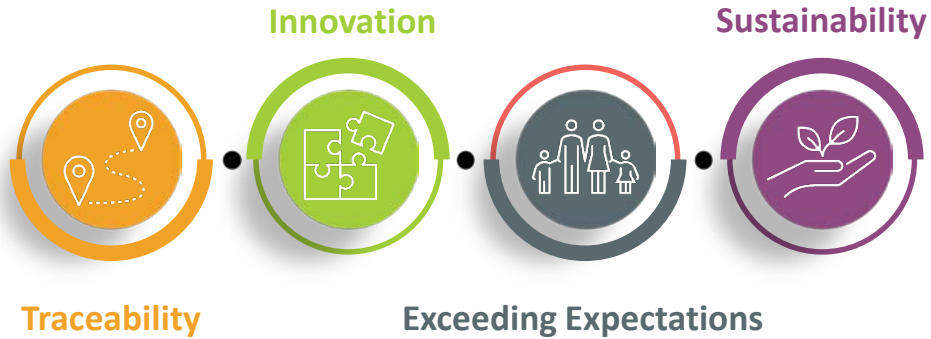 Innovation
Sustainability
Traceability
Exceeding Expectations